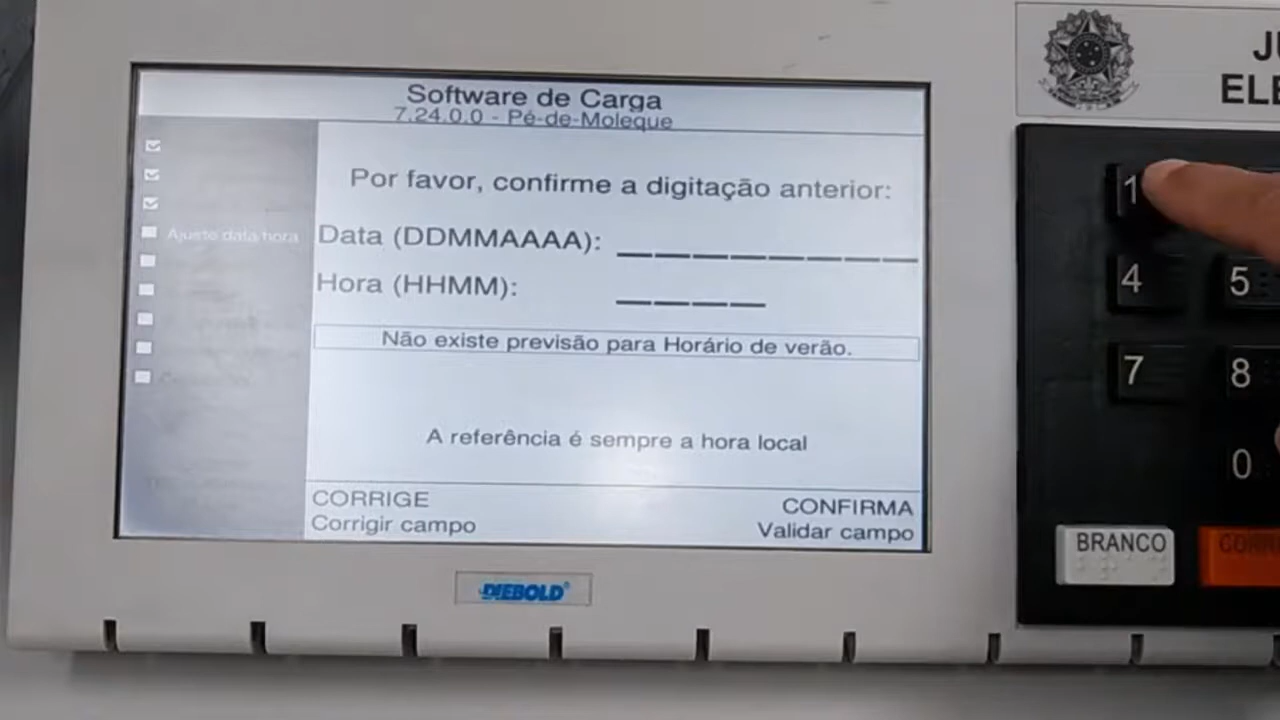 Software de Carga
7.24.0.0 - Pé-de-Moleque
Por favor, confirme a digitação anterior:
Ajuste data/hora
Data (DDMMAAAA):
Hora (HHMM):
Não existe previsão para Horário de verão.
A referência é sempre a hora local
CORRIGE
Corrigir campo
CONFIRMA
Validar campo
DIEBOLD
1
4
5
7
8
0
BRANCO